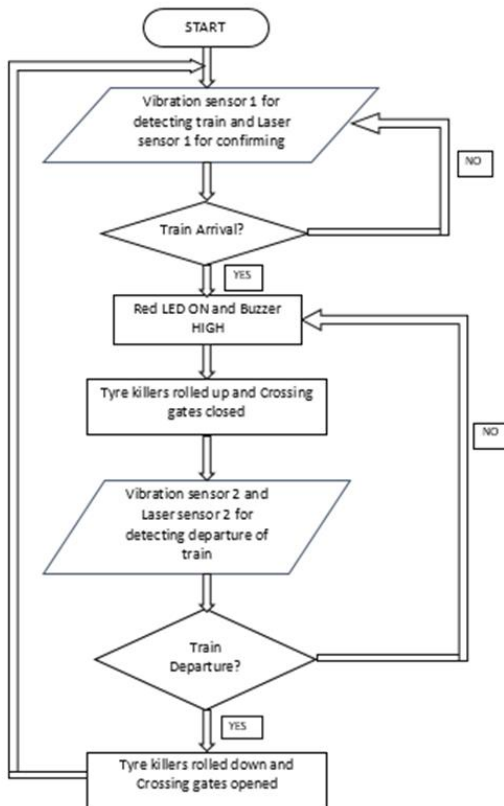 START
Vibration sensor 1 for
detecting train and Laser
sensor 1 for confirming
NO
Train Arrival?
YES
Red LED ON and Buzzer
HIGH
Tyre killers rolled up and Crossing
gates closed
NO
Vibration sensor 2 and
Laser sensor 2 for
detecting departure of
train
Train
Departure?
YES
Tyre killers rolled down and
Crossing gates opened